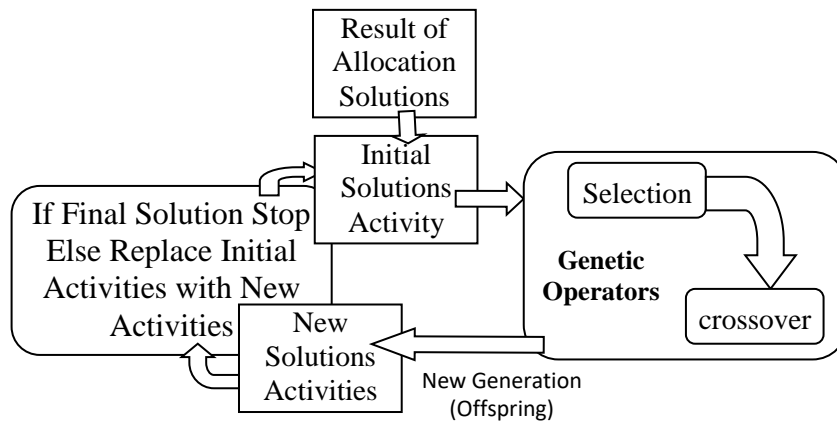 Result of
Allocation
Solutions
Initial
Solutions
Activity
Selection
Genetic
Operators
crossover
If Final Solution Stop
Else Replace Initial
Activities with New
Activities
New
Solutions
Activities
New Generation
(Offspring)